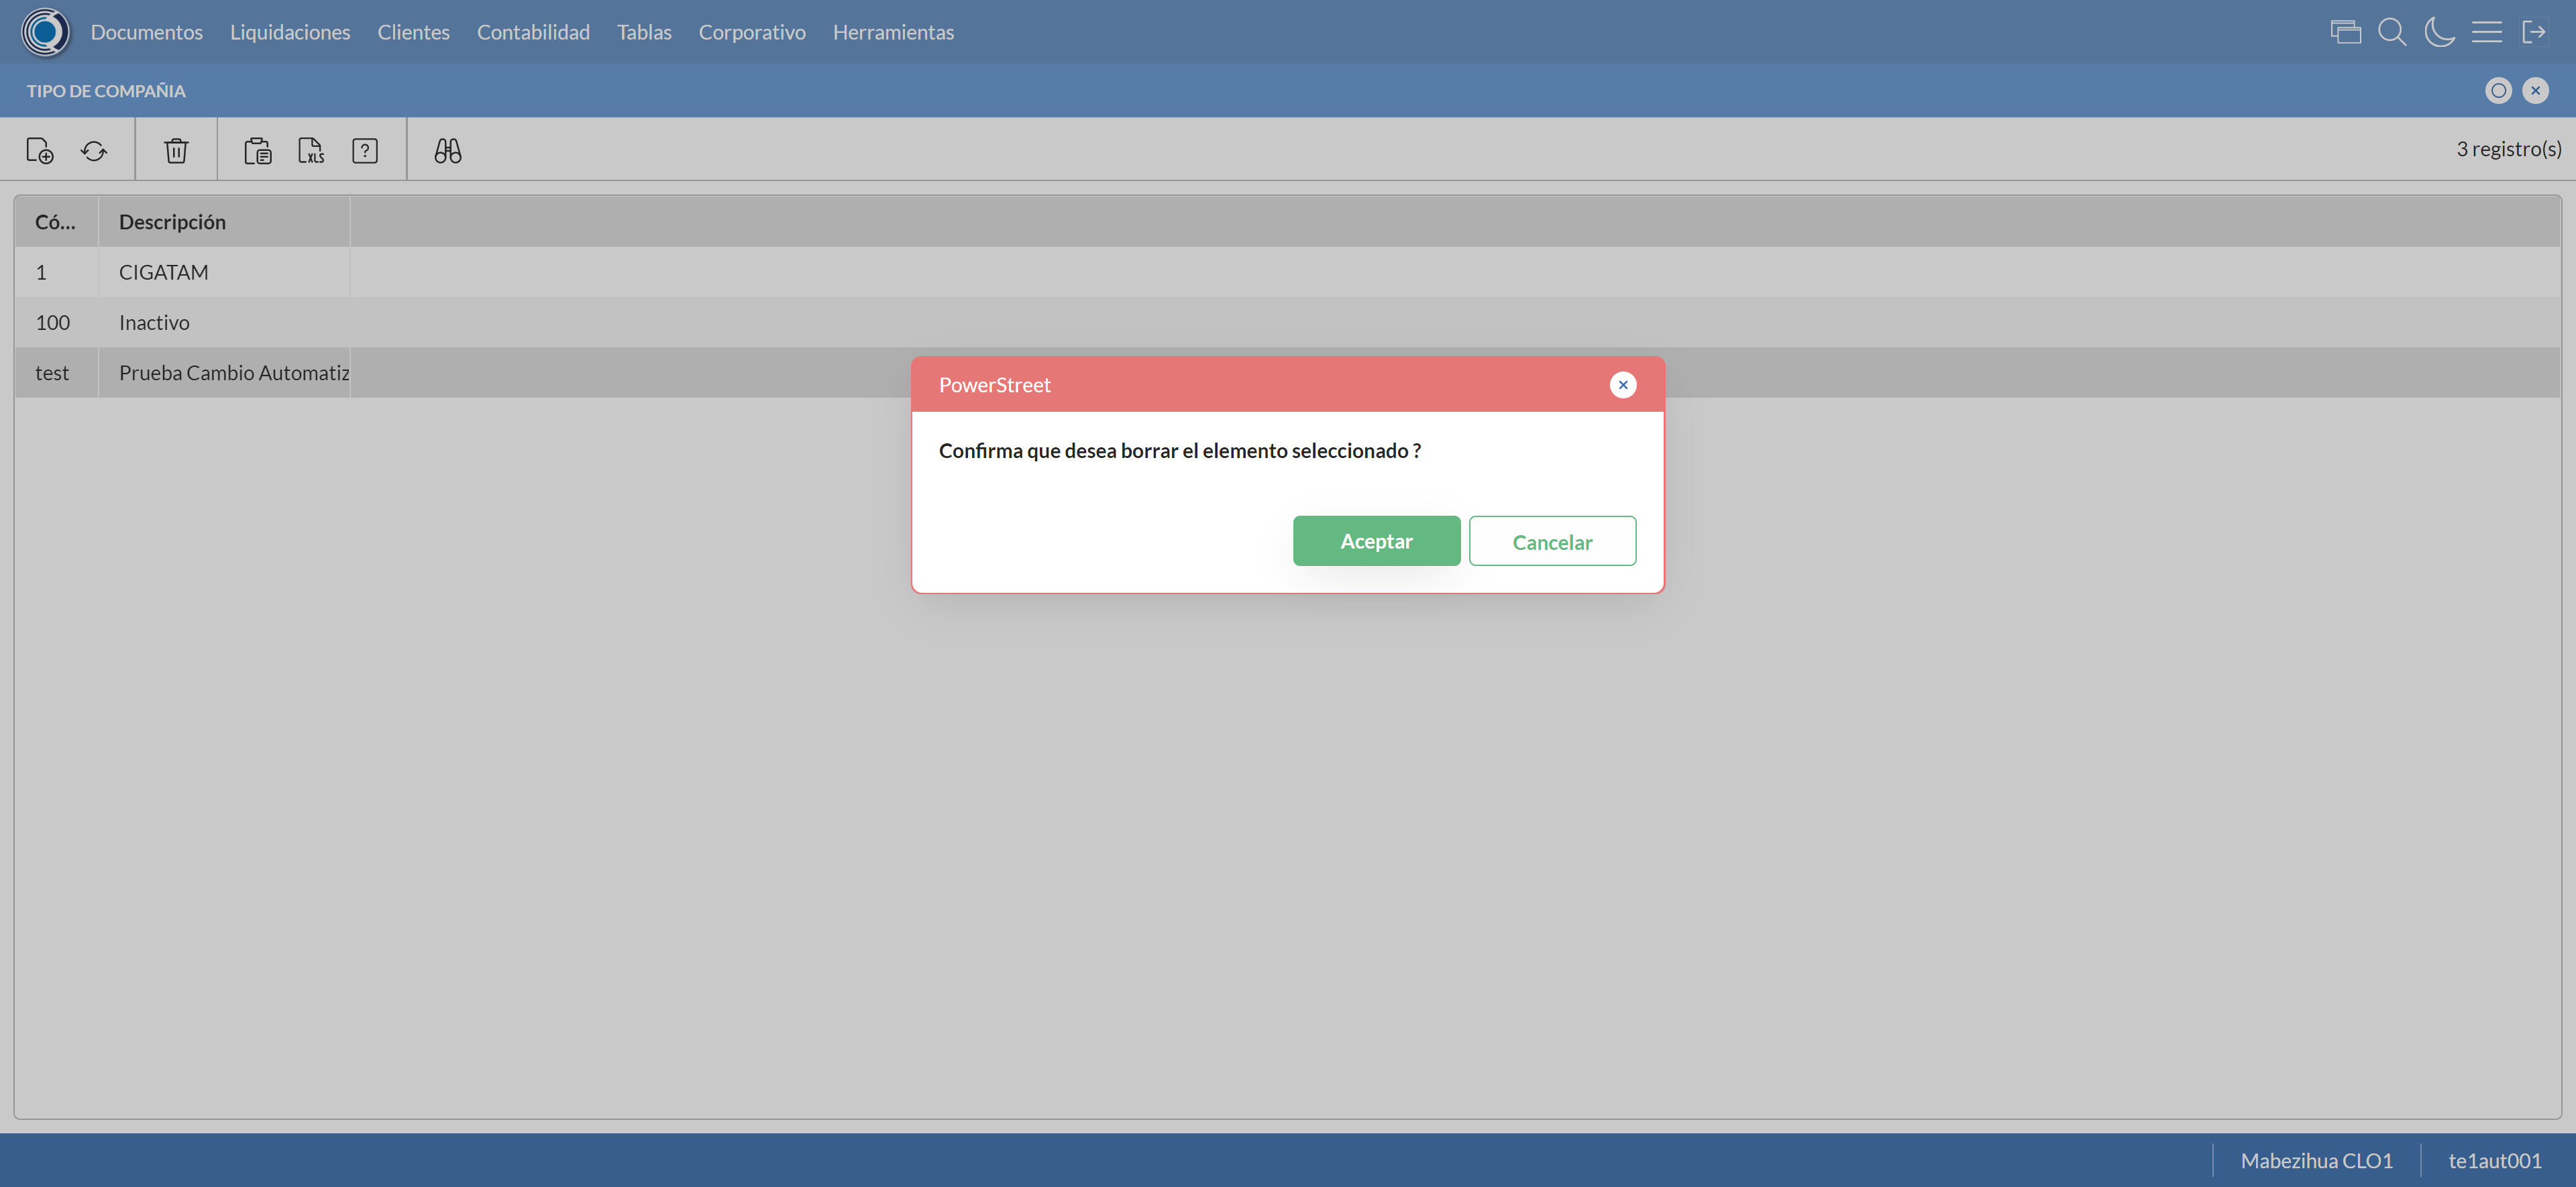 Documentos Liquidaciones Clientes Contabilidad Tablas Corporativo Herramientas
TIPO DE COMPAÑIA
XLS ? 3 registro(s)
Có... Descripción
1 CIGATAM
100 Inactivo
test Prueba Cambio Automatiz
PowerStreet
Confirma que desea borrar el elemento seleccionado ?
Aceptar Cancelar
Mabezihua CLO1 te1aut001